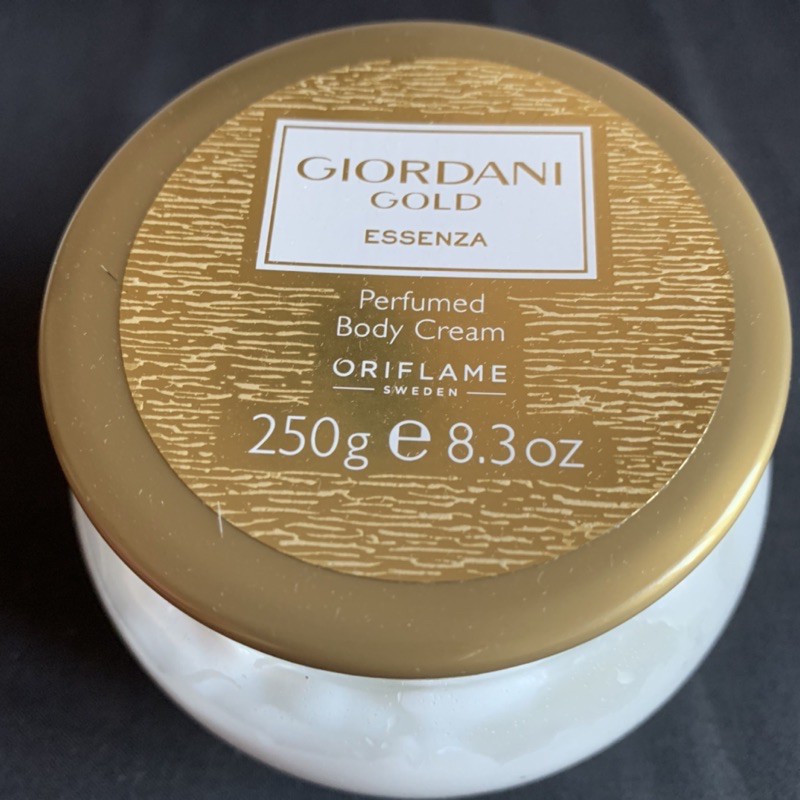 GIORDANI
GOLD
ESSENZA
Perfumed
Body Cream
ORIFLAME
SWEDEN
250g ℮ 8.3 oz